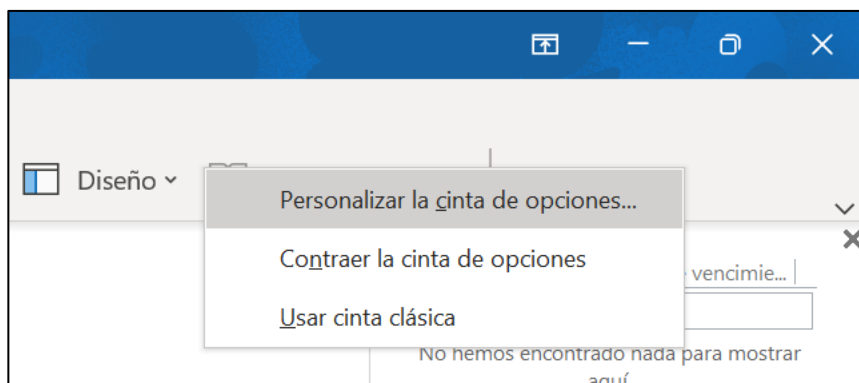 Diseño
Personalizar la cinta de opciones...
Contraer la cinta de opciones
vencimie...
Usar cinta clásica
No hemos encontrado nada para mostrar
aquí